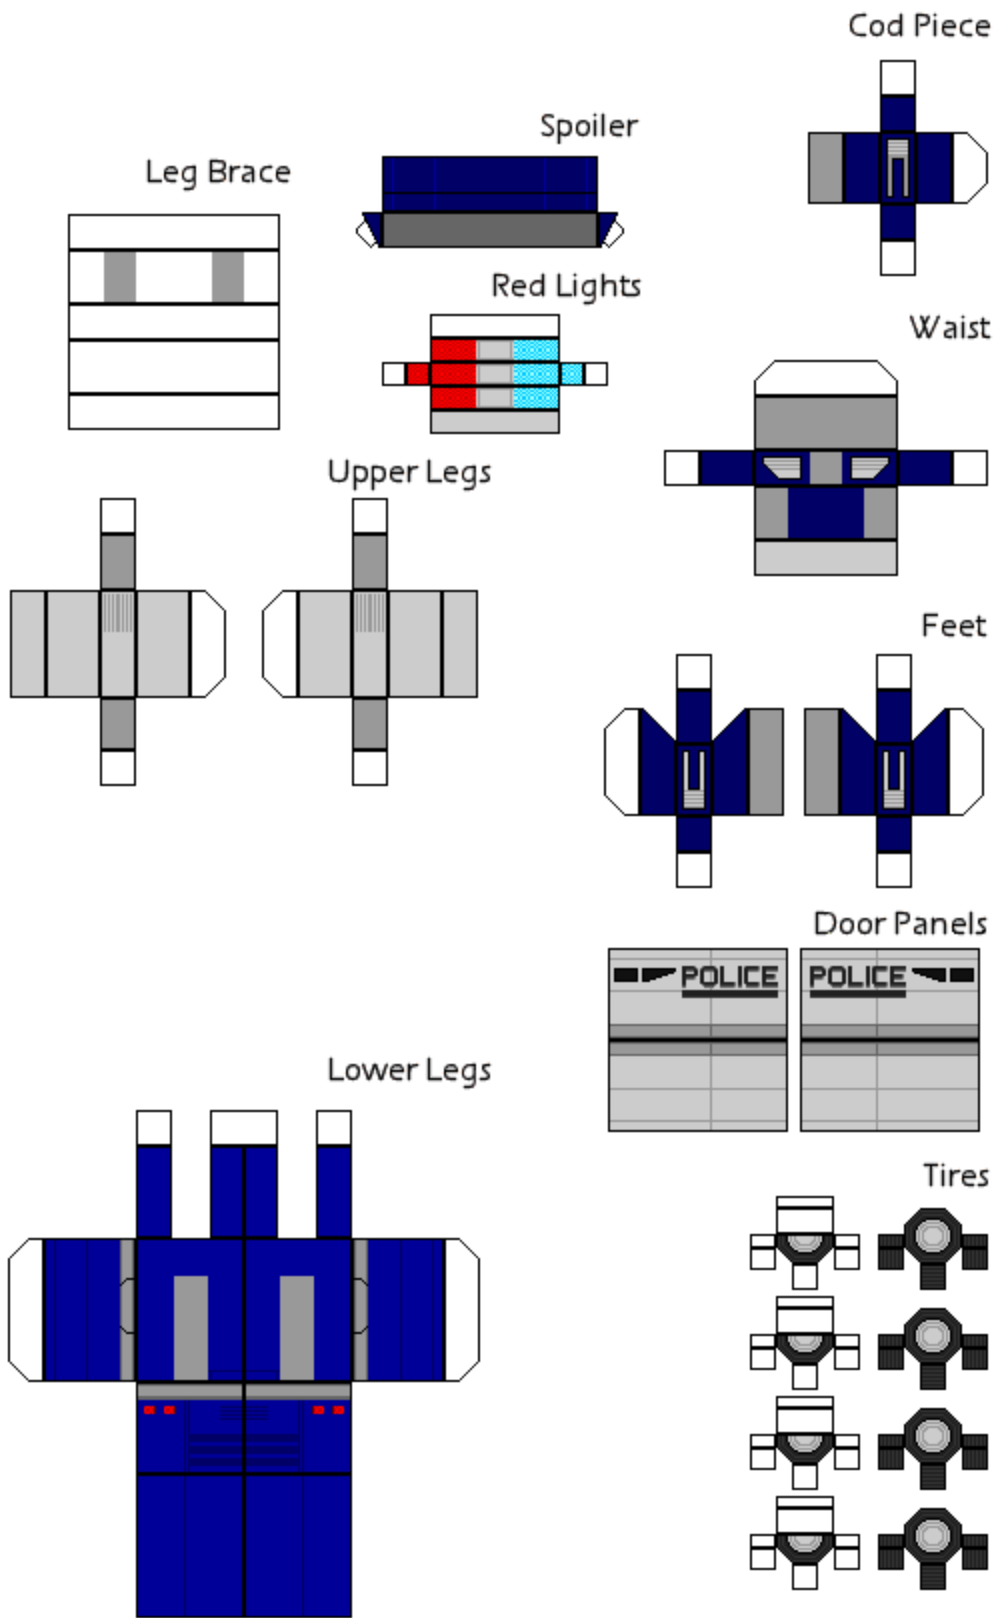 Cod Piece
Spoiler
Leg Brace
Red Lights
Waist
Upper Legs
Feet
Door Panels
POLICE POLICE
Lower Legs
Tires